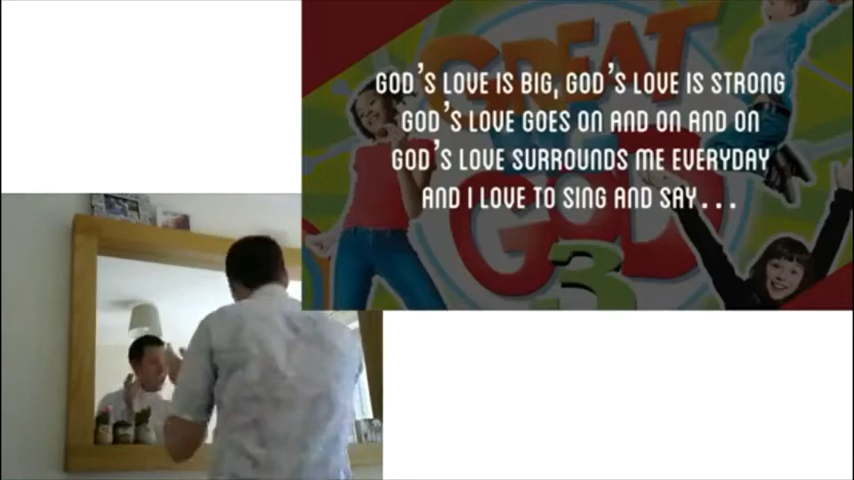 GREAT
GOD'S LOVE IS BIG, GOD'S LOVE IS STRONG
GOD'S LOVE GOES ON AND ON AND ON
GOD'S LOVE SURROUNDS ME EVERYDAY
AND I LOVE TO SING AND SAY...
GOD
3